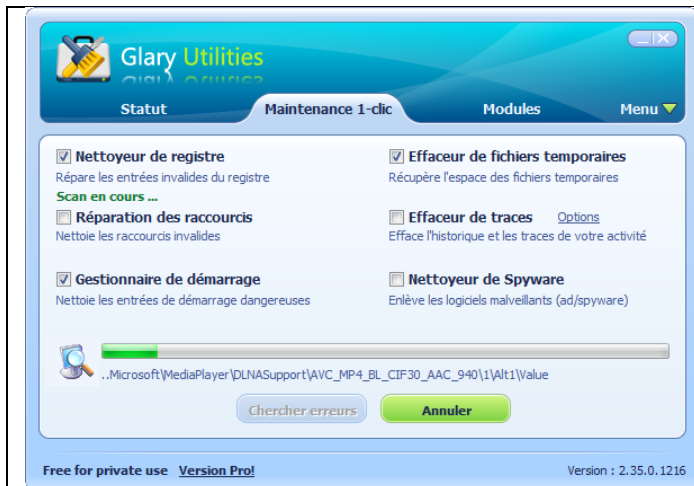 Glary Utilities
Statut
Maintenance 1-clic
Modules
Menu
Nettoyeur de registre
Répare les entrées invalides du registre
Scan en cours ...
Réparation des raccourcis
Nettoie les raccourcis invalides
Gestionnaire de démarrage
Nettoie les entrées de démarrage dangereuses
Effaceur de fichiers temporaires
Récupère l'espace des fichiers temporaires
Effaceur de traces Options
Efface l'historique et les traces de votre activité
Nettoyeur de Spyware
Enlève les logiciels malveillants (ad/spyware)
..Microsoft\MediaPlayer\DLNASupport\AVC_MP4_BL_CIF30_AAC_940\1\Alt1\Value
Chercher erreurs
Annuler
Free for private use Version Pro!
Version : 2.35.0.1216